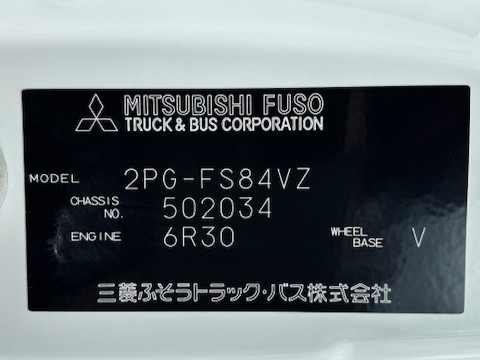 MITSUBISHI FUSO
TRUCK & BUS CORPORATION
MODEL 2PG-FS84VZ
CHASSIS NO. 502034
ENGINE 6R30 WHEEL BASE V
三菱ふそうトラック・バス株式会社